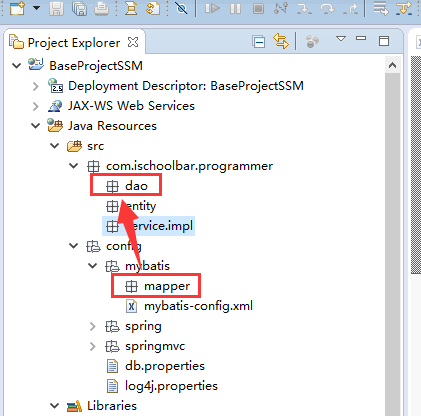 Project Explorer
BaseProjectSSM
Deployment Descriptor: BaseProjectSSM
JAX-WS Web Services
Java Resources
src
com.ischoolbar.programmer
dao
entity
service.impl
config
mybatis
mapper
mybatis-config.xml
spring
springmvc
db.properties
log4j.properties
Libraries